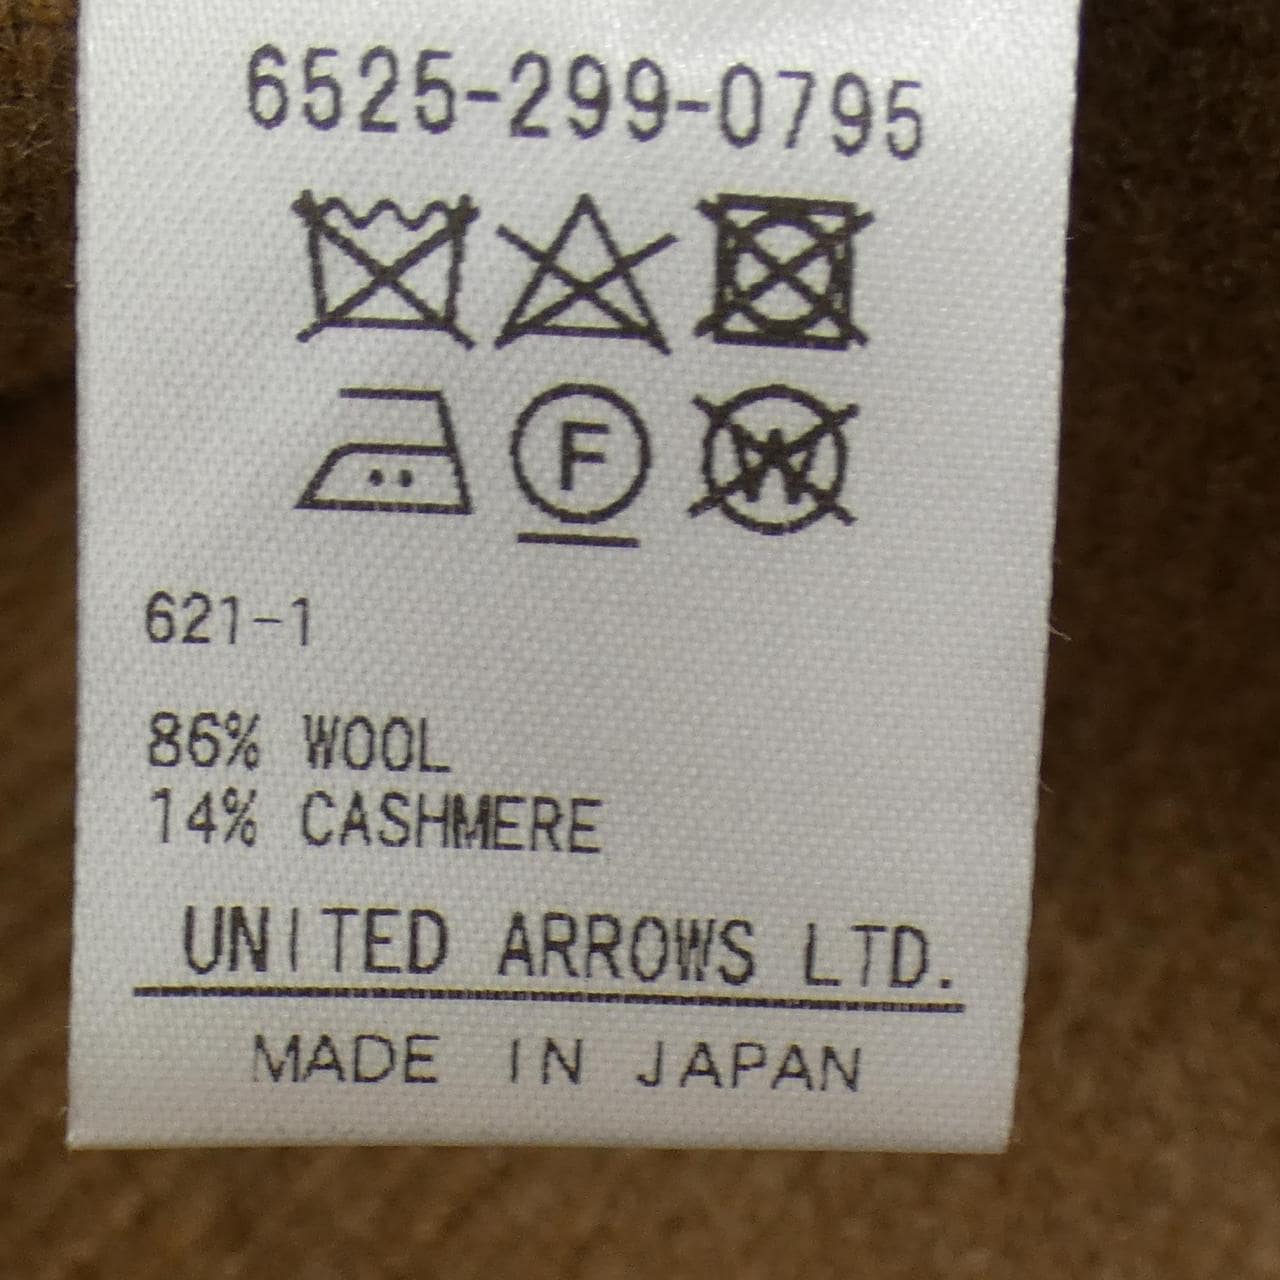 6525-299-0795
F W
621-1
86% WOOL
14% CASHMERE
UNITED ARROWS LTD.
MADE IN JAPAN